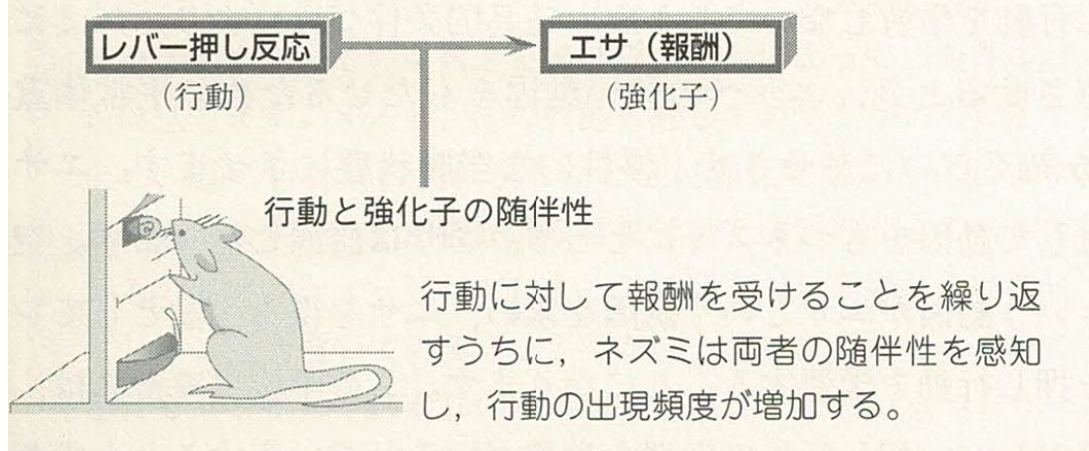 レバー押し反応 エサ（報酬）
（行動） （強化子）
行動と強化子の随伴性
行動に対して報酬を受けることを繰り返
すうちに，ネズミは両者の随伴性を感知
し，行動の出現頻度が増加する。